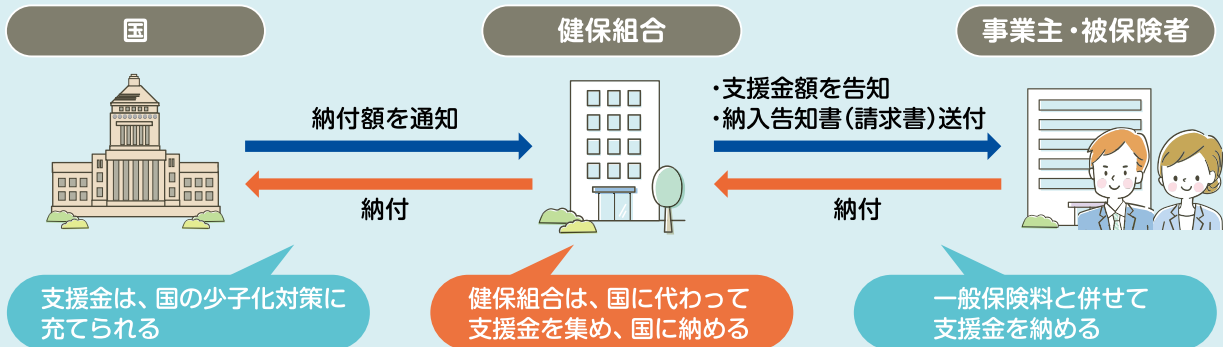 国
健保組合
事業主・被保険者
納付額を通知
納付
・支援金額を告知
・納入告知書(請求書)送付
納付
支援金は、国の少子化対策に
充てられる
健保組合は、国に代わって
支援金を集め、国に納める
一般保険料と併せて
支援金を納める